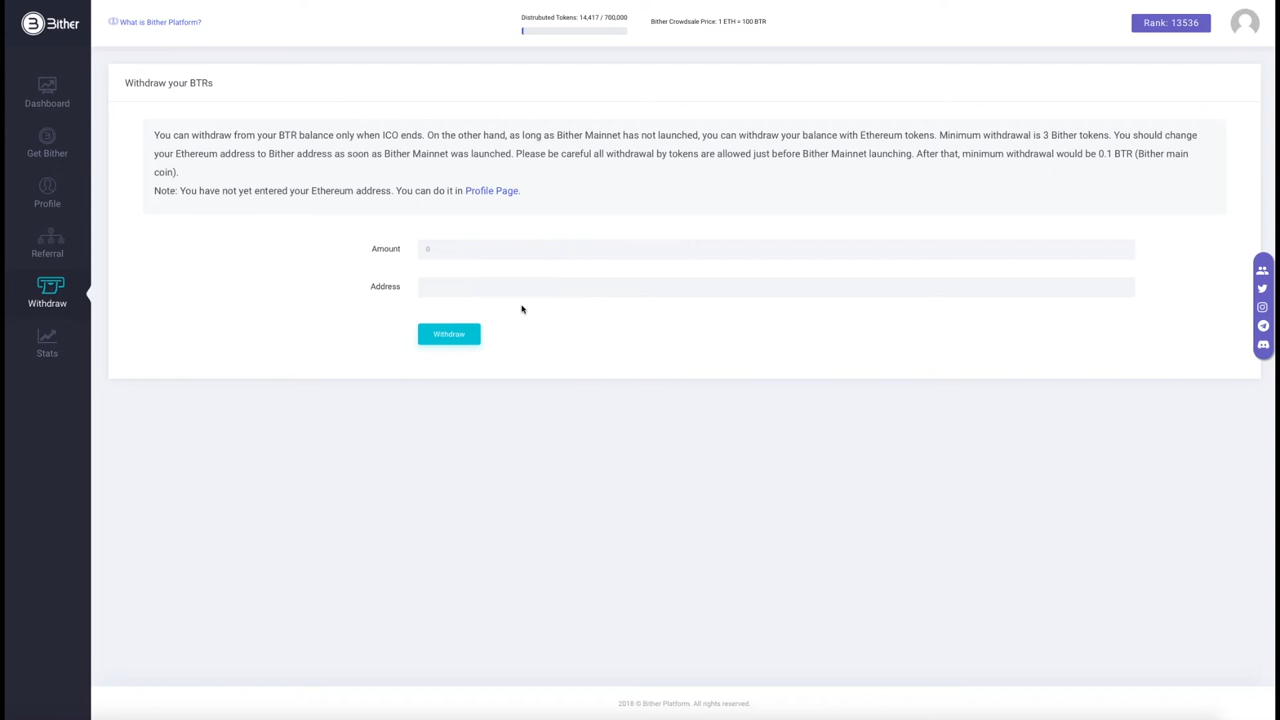 Bither
What is Bither Platform?
Distrubuted Tokens: 14,417 / 700,000
Bither Crowdsale Price: 1 ETH = 100 BTR
Rank: 13536
Dashboard
Get Bither
Profile
Referral
Withdraw
Stats
Withdraw your BTRs
You can withdraw from your BTR balance only when ICO ends. On the other hand, as long as Bither Mainnet has not launched, you can withdraw your balance with Ethereum tokens. Minimum withdrawal is 3 Bither tokens. You should change
your Ethereum address to Bither address as soon as Bither Mainnet was launched. Please be careful all withdrawal by tokens are allowed just before Bither Mainnet launching. After that, minimum withdrawal would be 0.1 BTR (Bither main
coin).
Note: You have not yet entered your Ethereum address. You can do it in Profile Page.
Amount 0
Address
Withdraw
2018 © Bither Platform. All rights reserved.